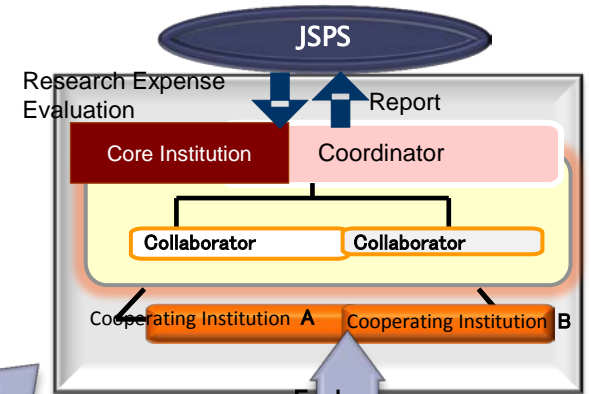 JSPS
Research Expense
Evaluation
Report
Core Institution
Coordinator
Collaborator
Collaborator
Cooperating Institution A
Cooperating Institution B